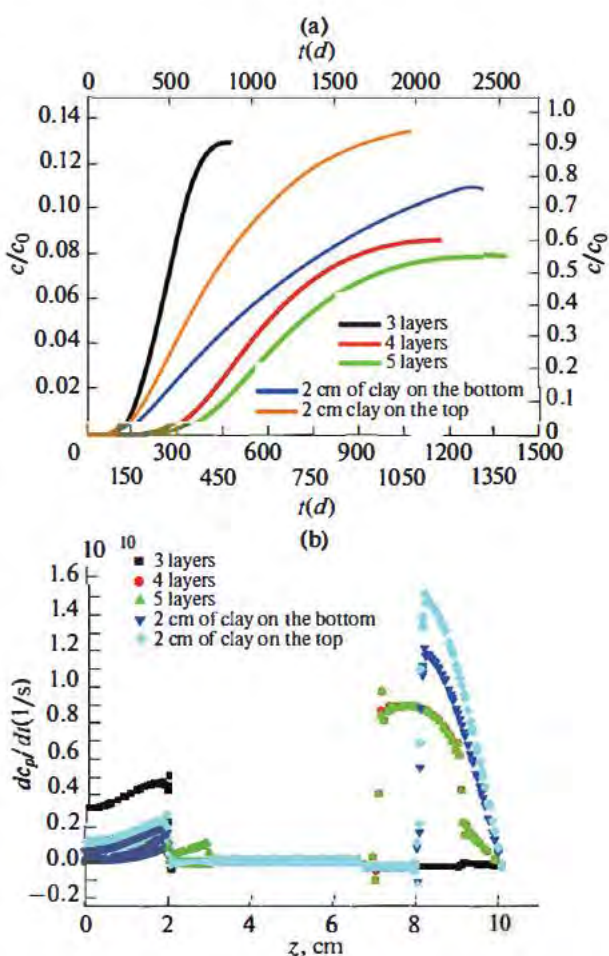 (a)
t(d)
0 500 1000 1500 2000 2500
0.14
0.12
0.10
0.08
0.06
0.04
0.02
0
c/c0
1.0
0.9
0.8
0.7
0.6
0.5
0.4
0.3
0.2
0.1
0
c/c0
3 layers
4 layers
5 layers
2 cm of clay on the bottom
2 cm clay on the top
0 300 600 900 1200 1500
150 450 750 1050 1350
t(d)
(b)
10 10
3 layers
4 layers
5 layers
2 cm of clay on the bottom
2 cm of clay on the top
1.6
1.4
1.2
1.0
0.8
0.6
0.4
0.2
0.0
−0.2
dcp/dt(1/s)
0 2 4 6 8 10
z, cm